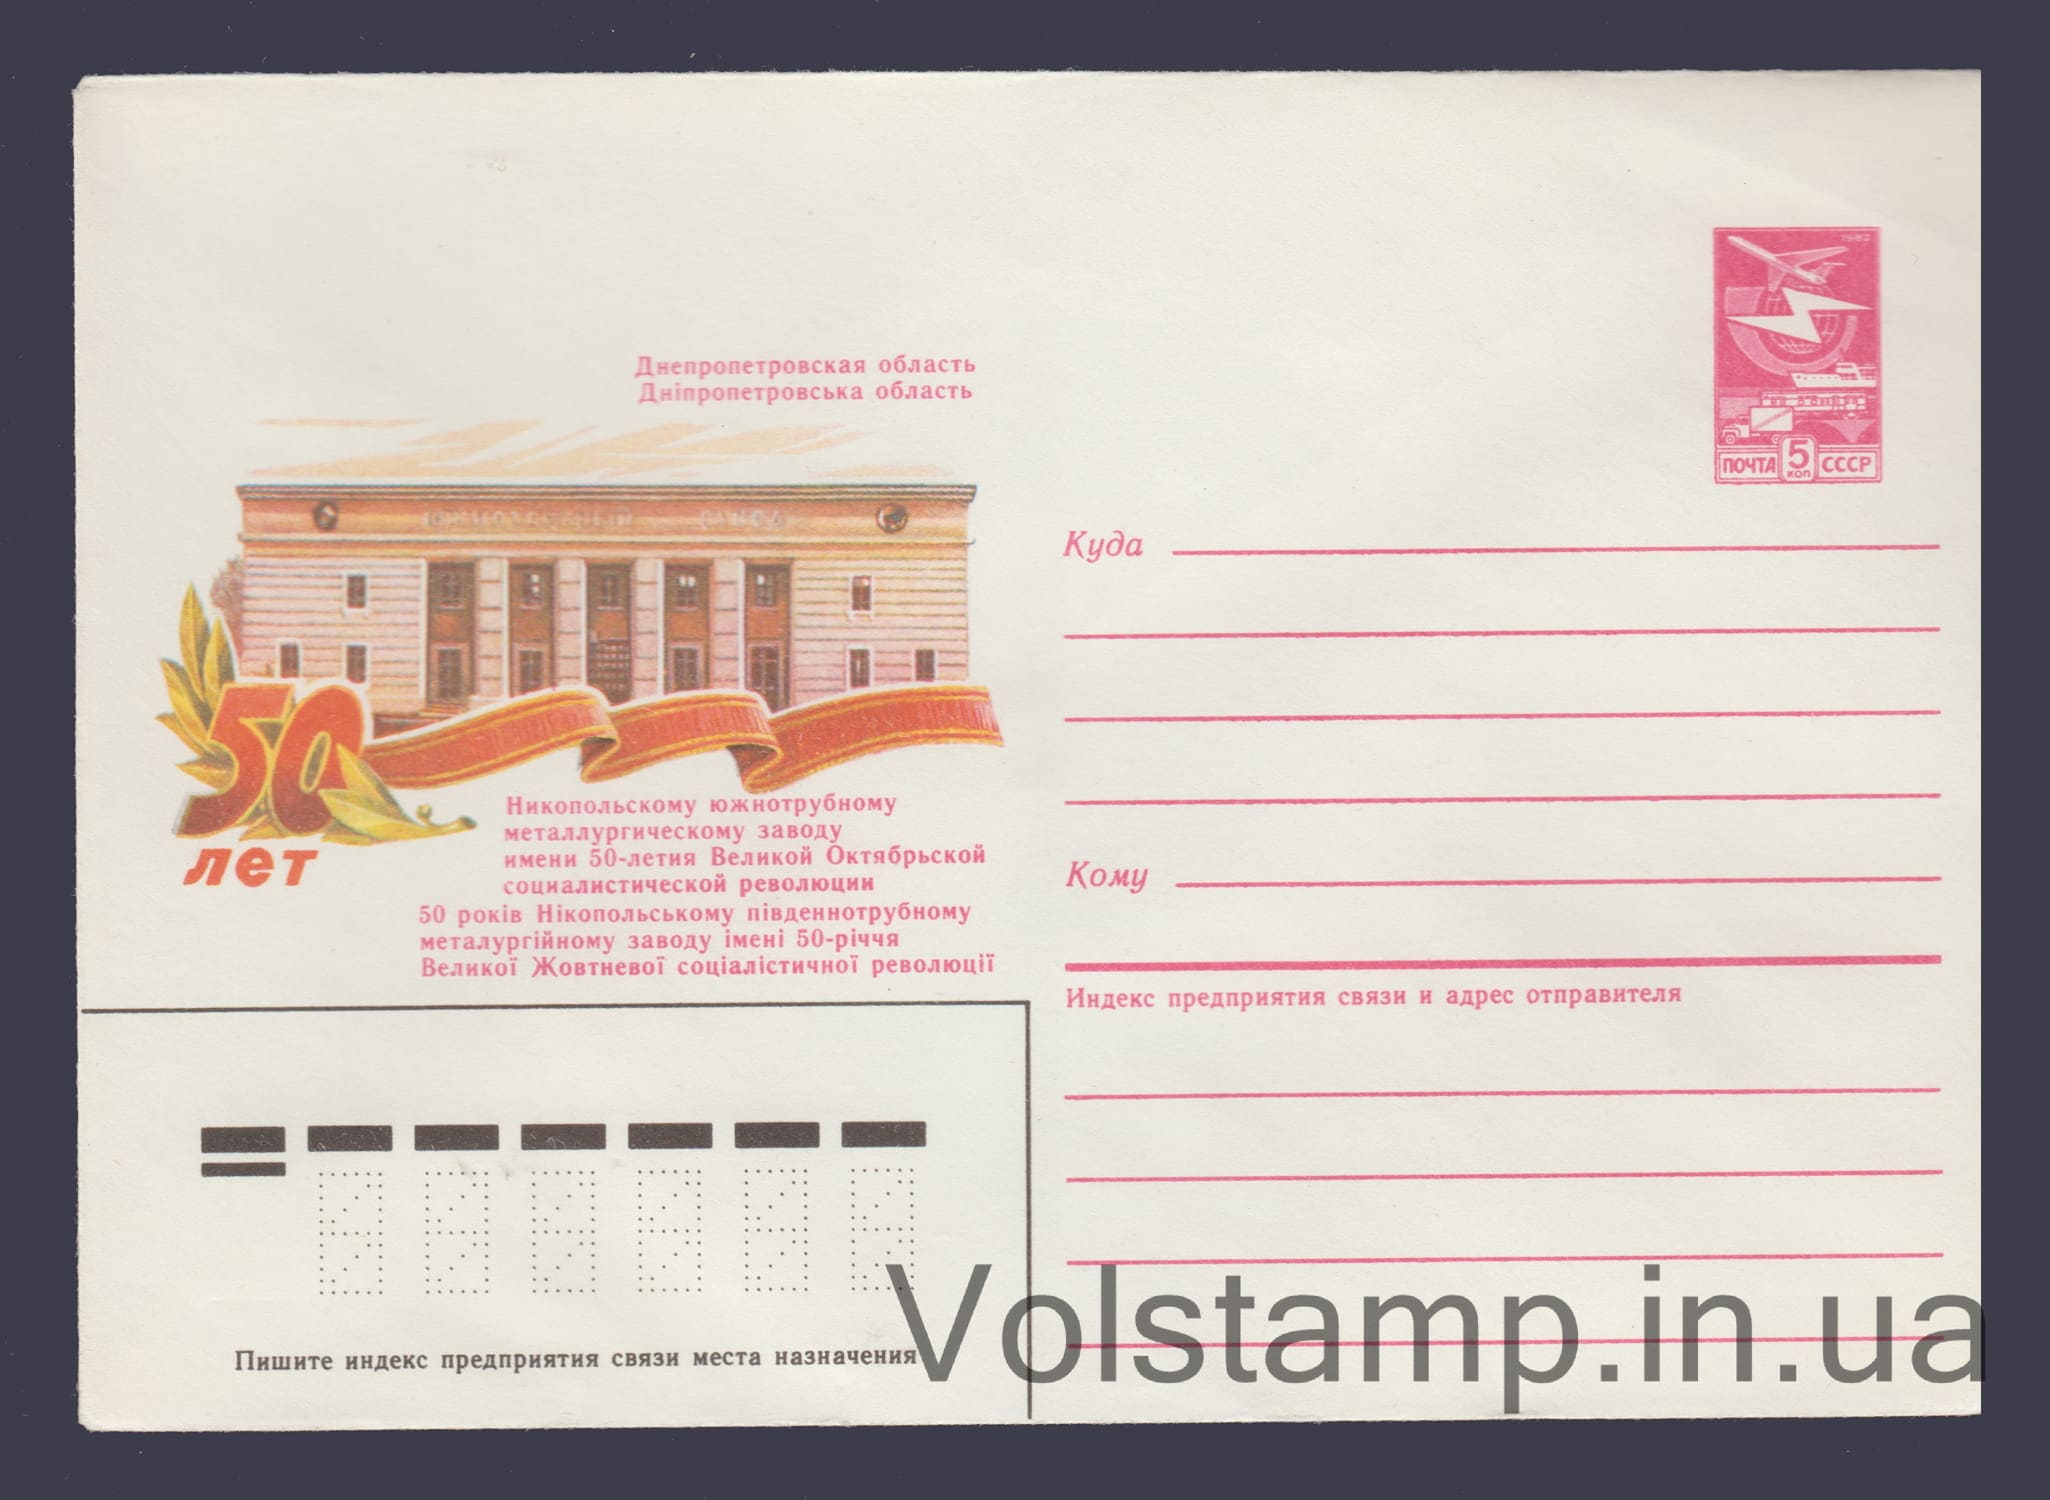 Днепропетровская область
Дніпропетровська область
50
лет
Никопольскому южнотрубному
металлургическому заводу
имени 50-летия Великой Октябрьской
социалистической революции
50 років Нікопольському південнотрубному
металургійному заводу імені 50-річчя
Великої Жовтневої соціалістичної революції
1982
ПОЧТА 5 КОП СССР
Куда
Кому
Индекс предприятия связи и адрес отправителя
Пишите индекс предприятия связи места назначения
Volstamp.in.ua